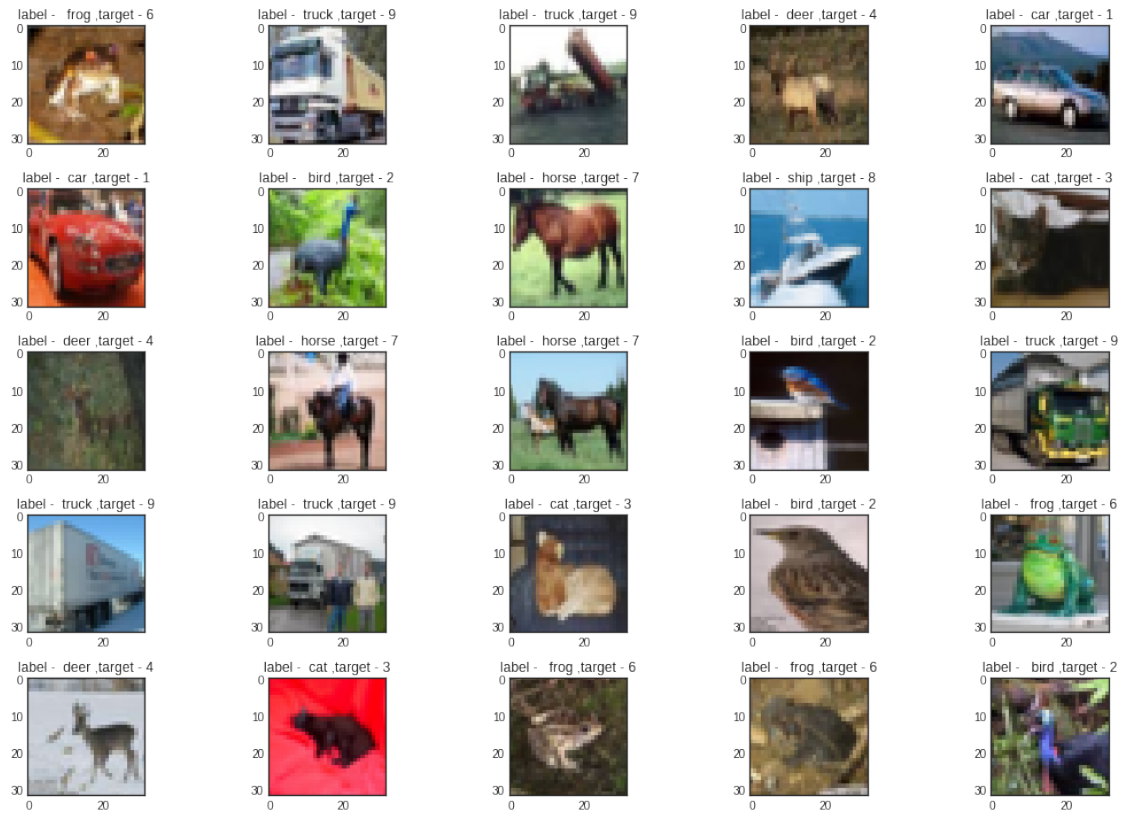 label - frog ,target - 6 label - truck ,target - 9 label - truck ,target - 9 label - deer ,target - 4 label - car ,target - 1
0 0 0 0 0
10 10 10 10 10
20 20 20 20 20
30 30 30 30 30
0 20 0 20 0 20 0 20 0 20
label - car ,target - 1 label - bird ,target - 2 label - horse ,target - 7 label - ship ,target - 8 label - cat ,target - 3
0 0 0 0 0
10 10 10 10 10
20 20 20 20 20
30 30 30 30 30
0 20 0 20 0 20 0 20 0 20
label - deer ,target - 4 label - horse ,target - 7 label - horse ,target - 7 label - bird ,target - 2 label - truck ,target - 9
0 0 0 0 0
10 10 10 10 10
20 20 20 20 20
30 30 30 30 30
0 20 0 20 0 20 0 20 0 20
label - truck ,target - 9 label - truck ,target - 9 label - cat ,target - 3 label - bird ,target - 2 label - frog ,target - 6
0 0 0 0 0
10 10 10 10 10
20 20 20 20 20
30 30 30 30 30
0 20 0 20 0 20 0 20 0 20
label - deer ,target - 4 label - cat ,target - 3 label - frog ,target - 6 label - frog ,target - 6 label - bird ,target - 2
0 0 0 0 0
10 10 10 10 10
20 20 20 20 20
30 30 30 30 30
0 20 0 20 0 20 0 20 0 20